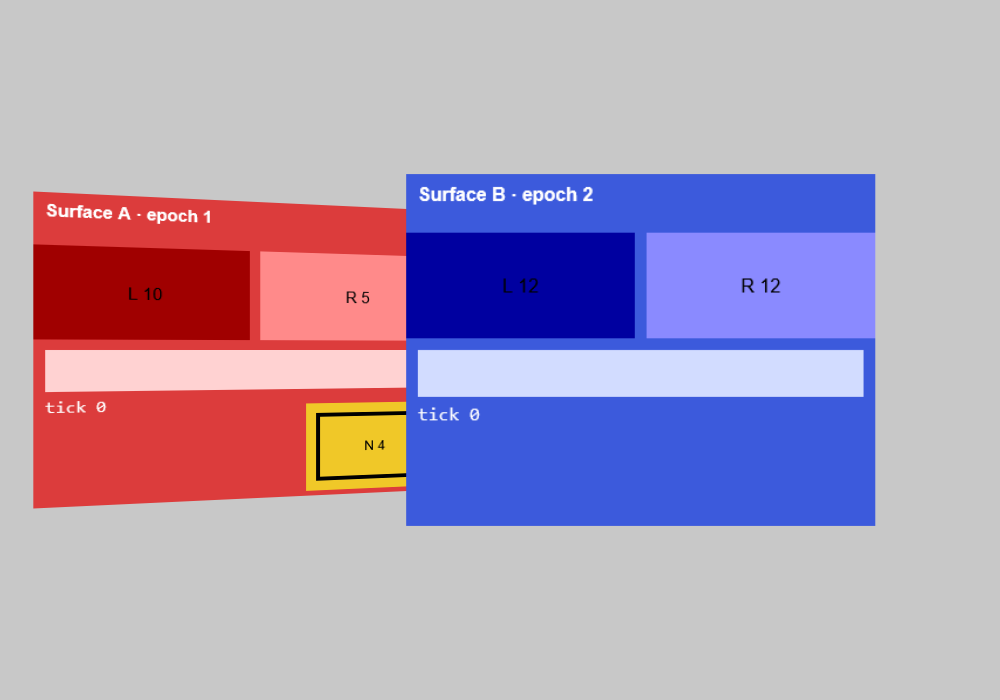 Surface A · epoch 1
L 10
R 5
tick 0
N 4
Surface B · epoch 2
L 12
R 12
tick 0